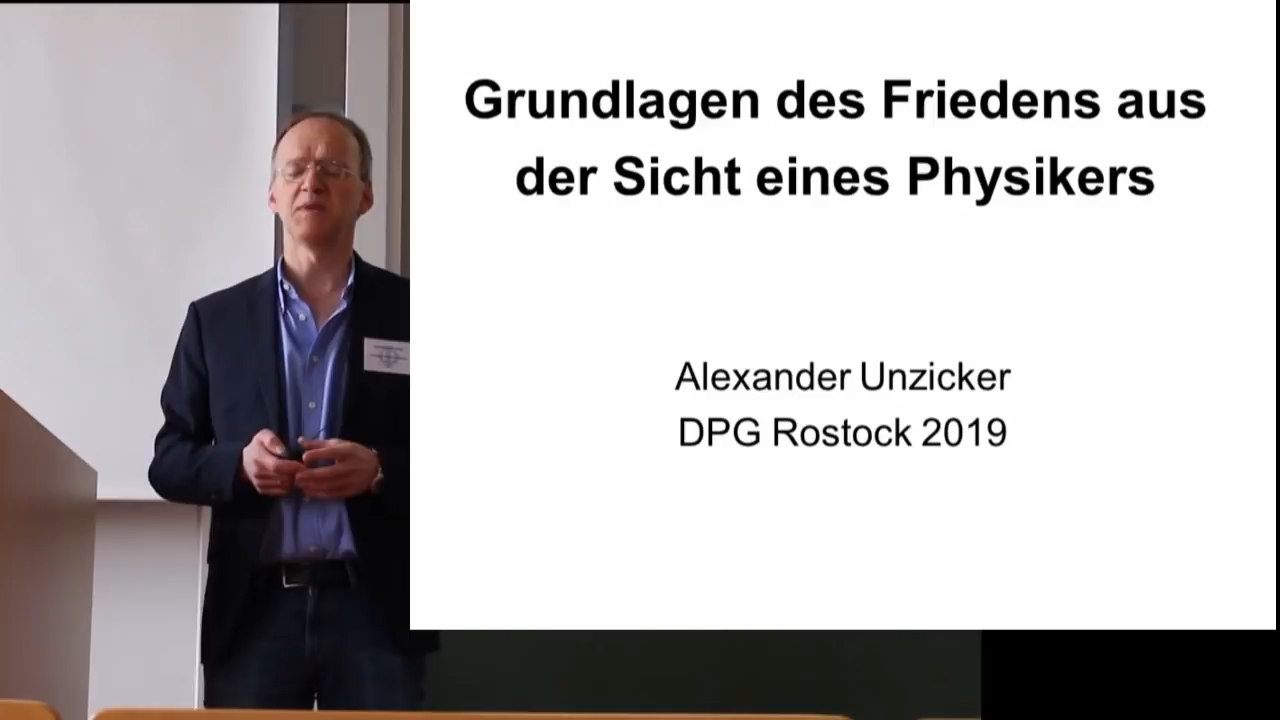 Grundlagen des Friedens aus
der Sicht eines Physikers
Alexander Unzicker
DPG Rostock 2019